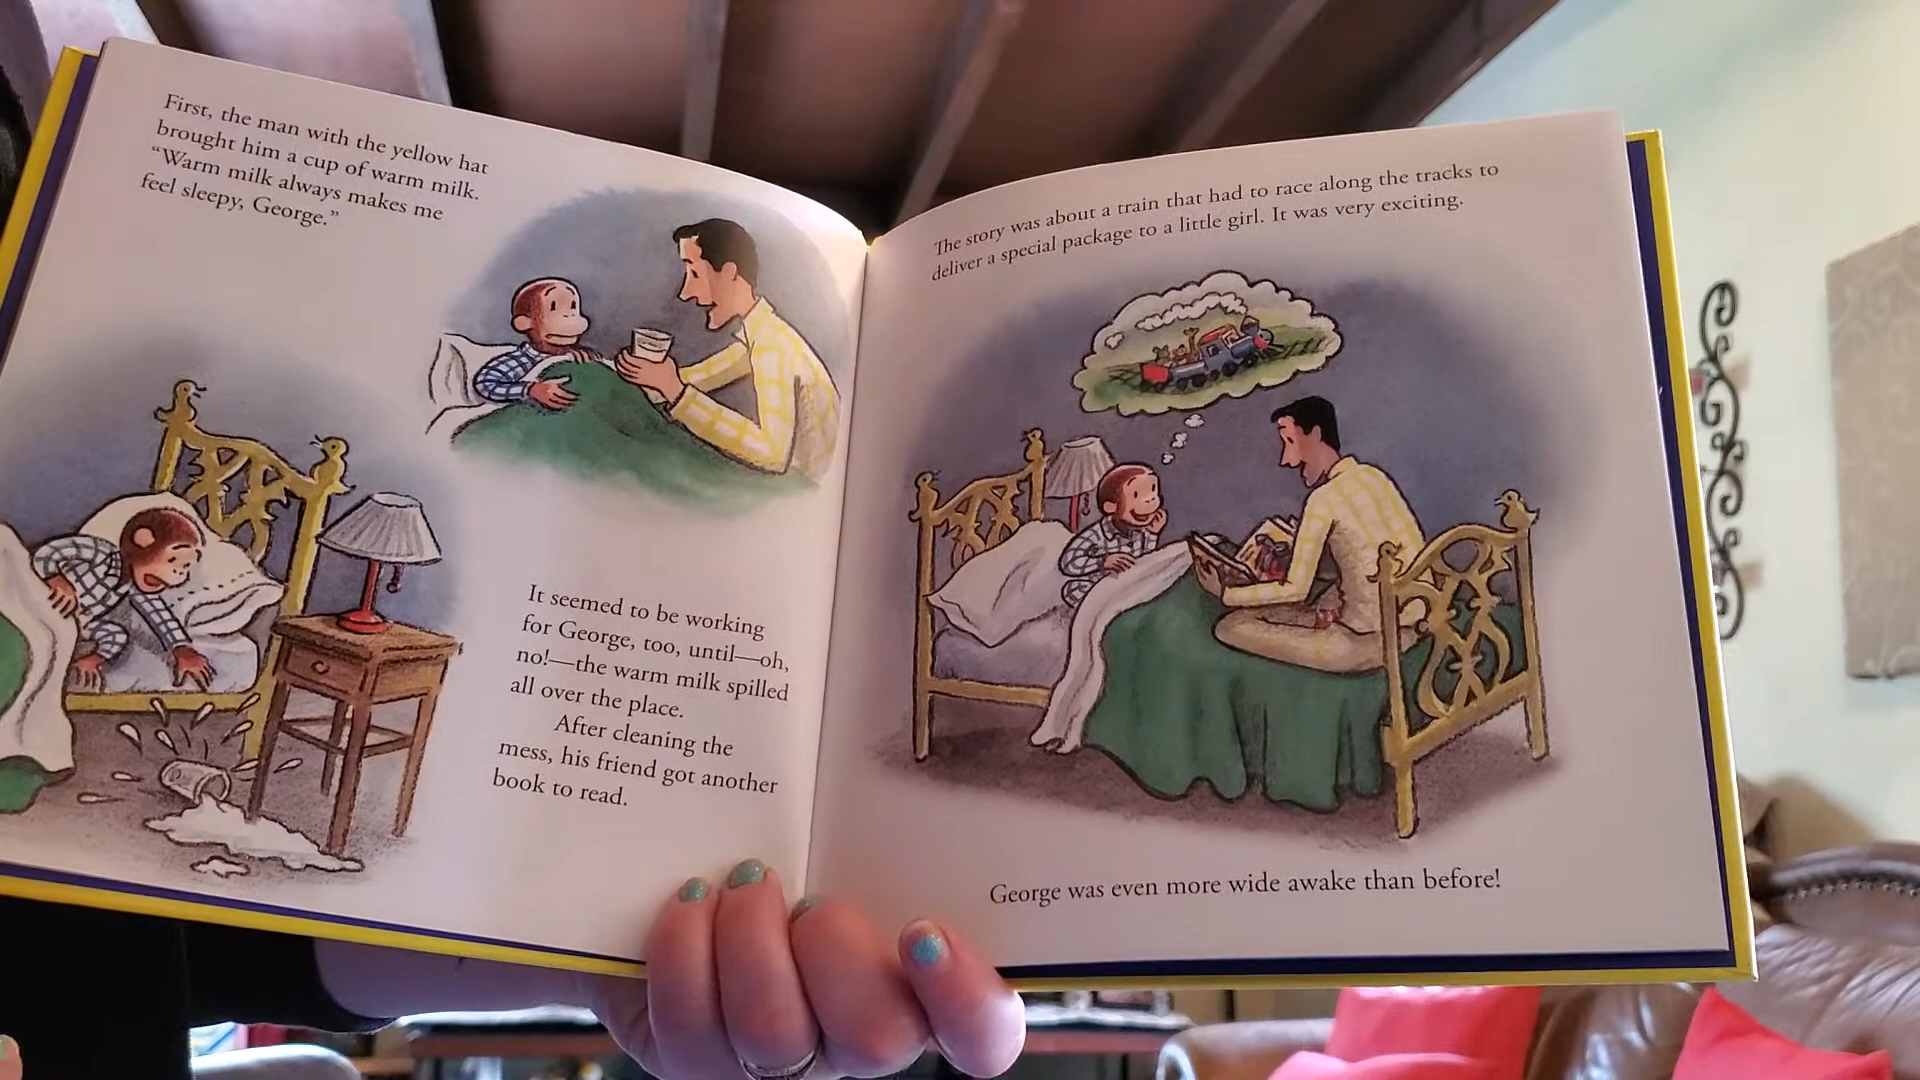 First, the man with the yellow hat
brought him a cup of warm milk.
“Warm milk always makes me
feel sleepy, George.”
It seemed to be working
for George, too, until—oh,
no!—the warm milk spilled
all over the place.
After cleaning the
mess, his friend got another
book to read.
The story was about a train that had to race along the tracks to
deliver a special package to a little girl. It was very exciting.
George was even more wide awake than before!